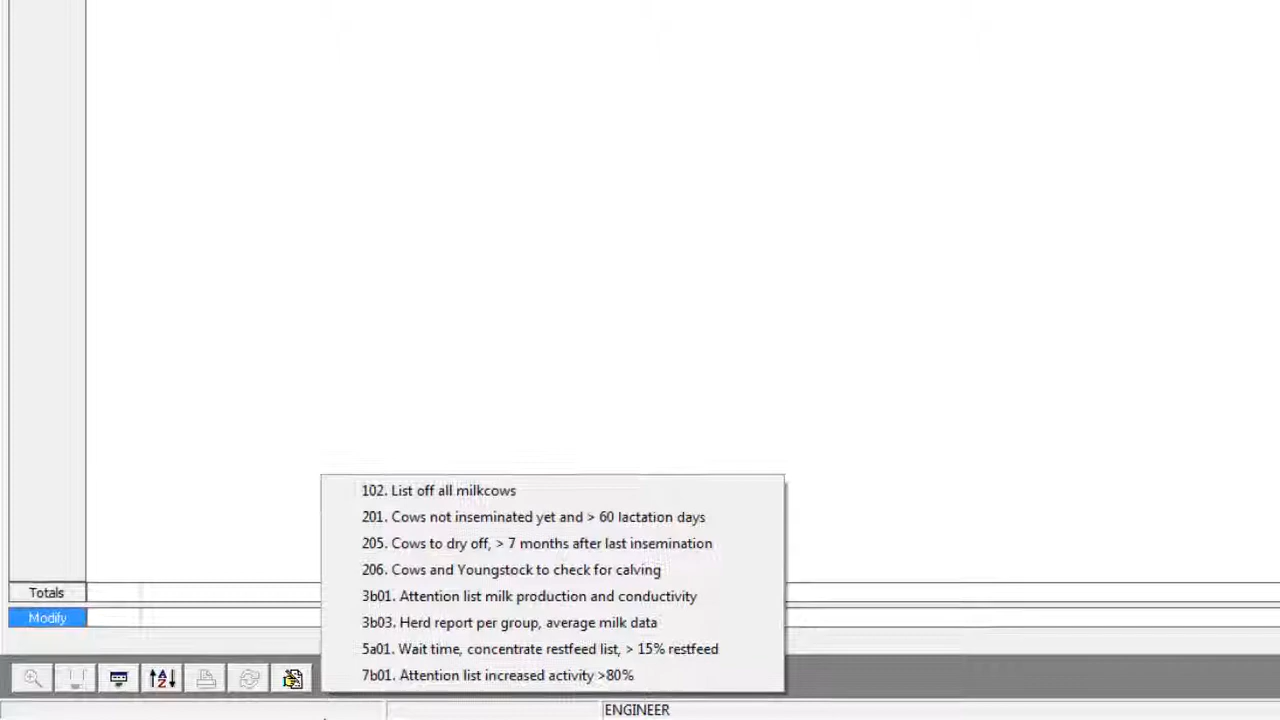 102. List off all milkcows
201. Cows not inseminated yet and > 60 lactation days
205. Cows to dry off, > 7 months after last insemination
206. Cows and Youngstock to check for calving
3b01. Attention list milk production and conductivity
3b03. Herd report per group, average milk data
5a01. Wait time, concentrate restfeed list, > 15% restfeed
7b01. Attention list increased activity >80%
Totals
Modify
ENGINEER